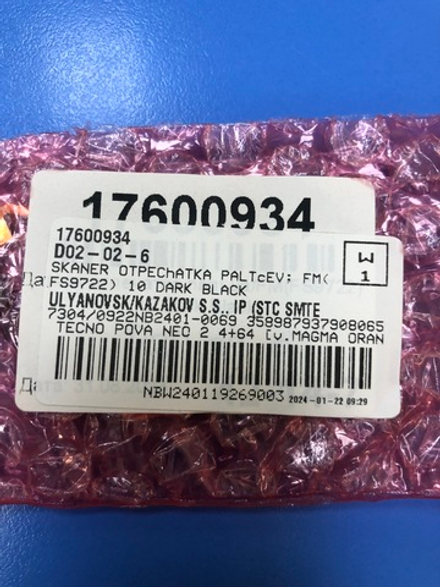 17600934
17600934
D02-02-6
W
1
SKANER OTPECHATKA PALTcEV; FM(
FS9722) 10 DARK BLACK
ULYANOVSK/KAZAKOV S.S., IP (STC SMTE
7304/0922NB2401-0069 358987937908065
TECNO POVA NEO 2 4+64 [v.MAGMA ORAN
NBW240119269003 2024-01-22 09:29